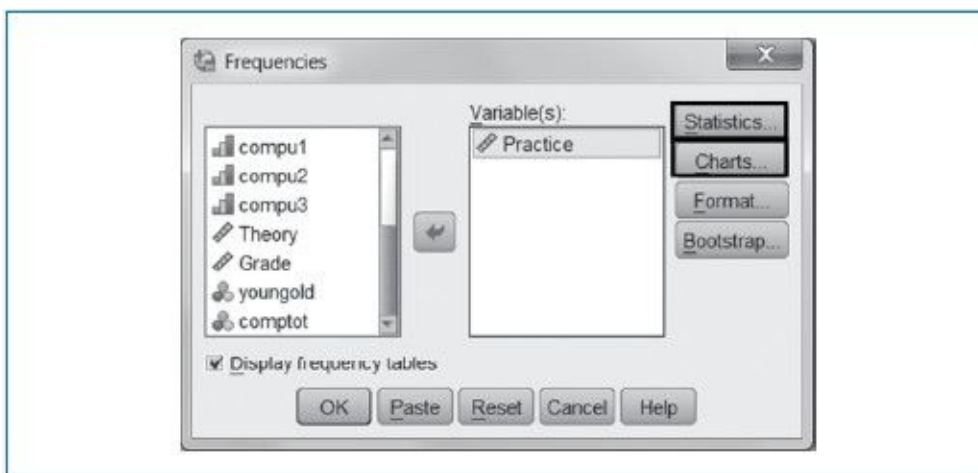 Frequencies
Variable(s):
compu1
compu2
compu3
Theory
Grade
youngold
comptot
Practice
Statistics...
Charts...
Format...
Bootstrap...
Display frequency tables
OK Paste Reset Cancel Help